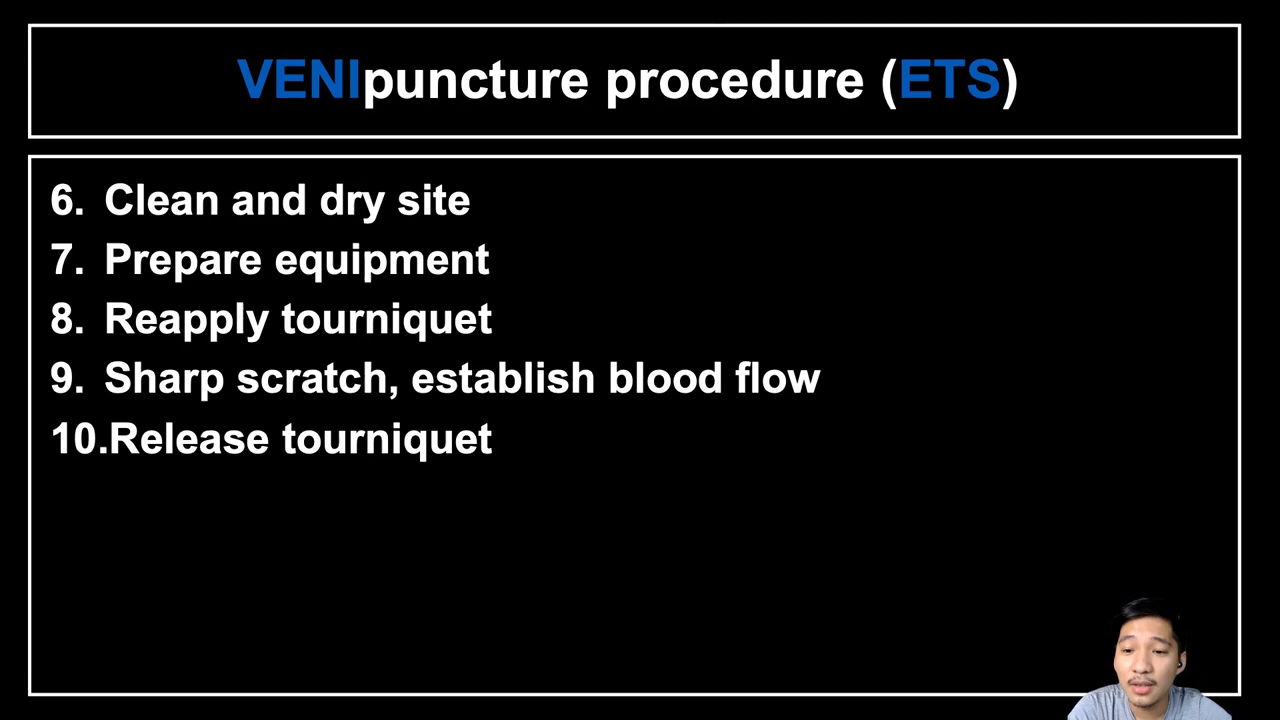 VENIpuncture procedure (ETS)
6. Clean and dry site
7. Prepare equipment
8. Reapply tourniquet
9. Sharp scratch, establish blood flow
10.Release tourniquet